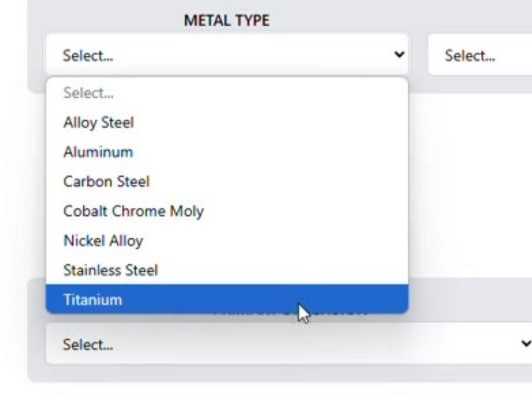 METAL TYPE
Select... Select...
Select...
Alloy Steel
Aluminum
Carbon Steel
Cobalt Chrome Moly
Nickel Alloy
Stainless Steel
Titanium
Select...